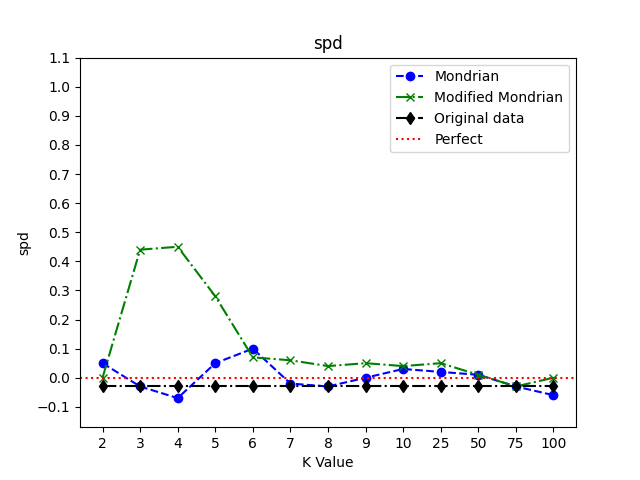 spd
1.1
1.0
0.9
0.8
0.7
0.6
0.5
0.4
0.3
0.2
0.1
0.0
−0.1
spd
Mondrian
Modified Mondrian
Original data
Perfect
2 3 4 5 6 7 8 9 10 25 50 75 100
K Value